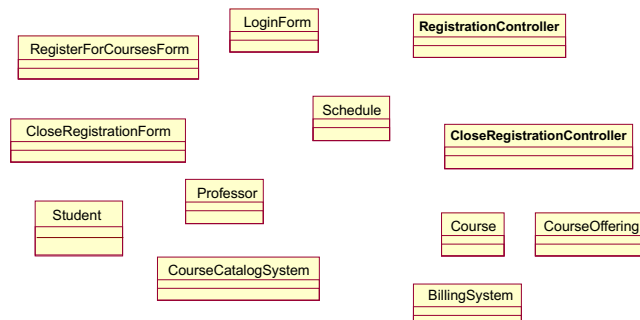 LoginForm
RegistrationController
RegisterForCoursesForm
Schedule
CloseRegistrationForm
CloseRegistrationController
Professor
Student
Course
CourseOffering
CourseCatalogSystem
BillingSystem